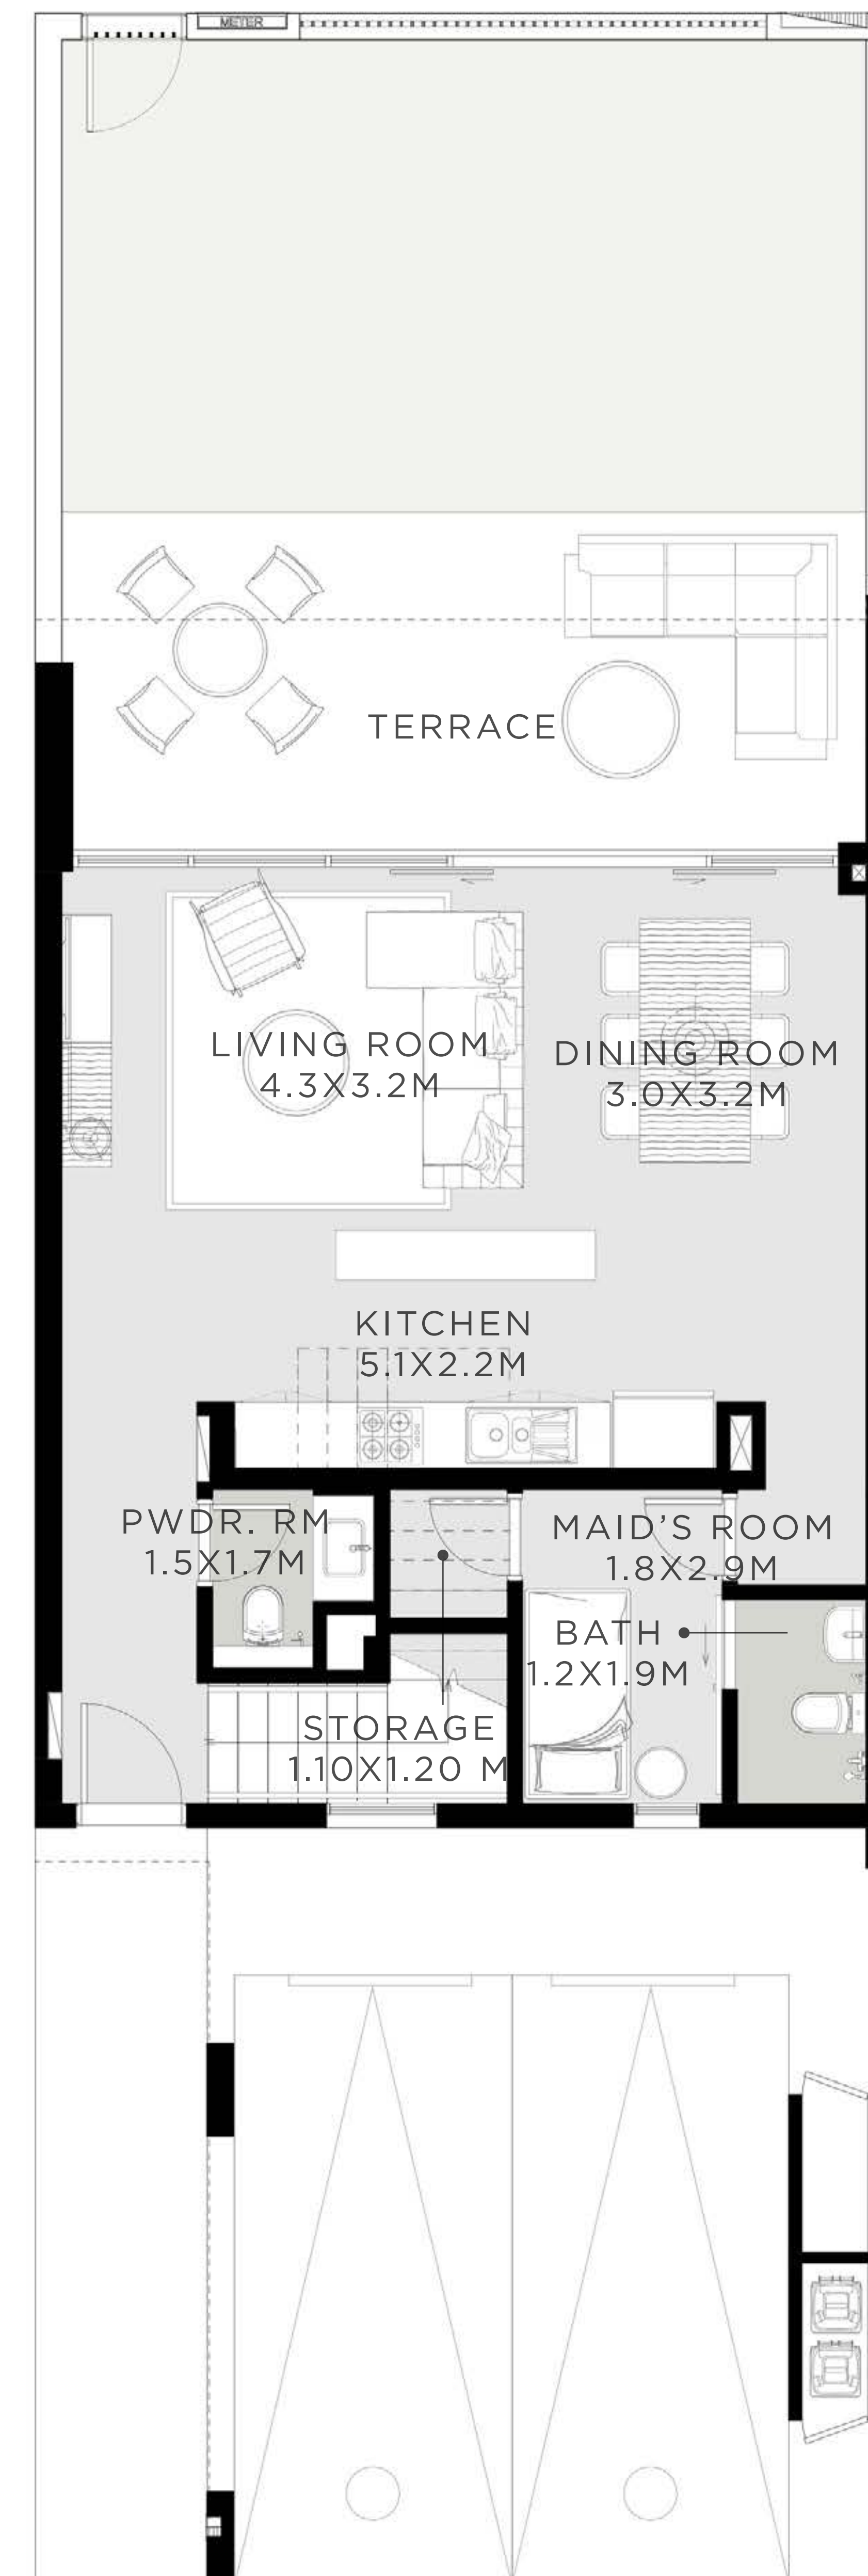 METER
TERRACE
LIVING ROOM
4.3X3.2M
DINING ROOM
3.0X3.2M
KITCHEN
5.1X2.2M
PWDR. RM
1.5X1.7M
MAID'S ROOM
1.8X2.9M
BATH
1.2X1.9M
STORAGE
1.10X1.20 M